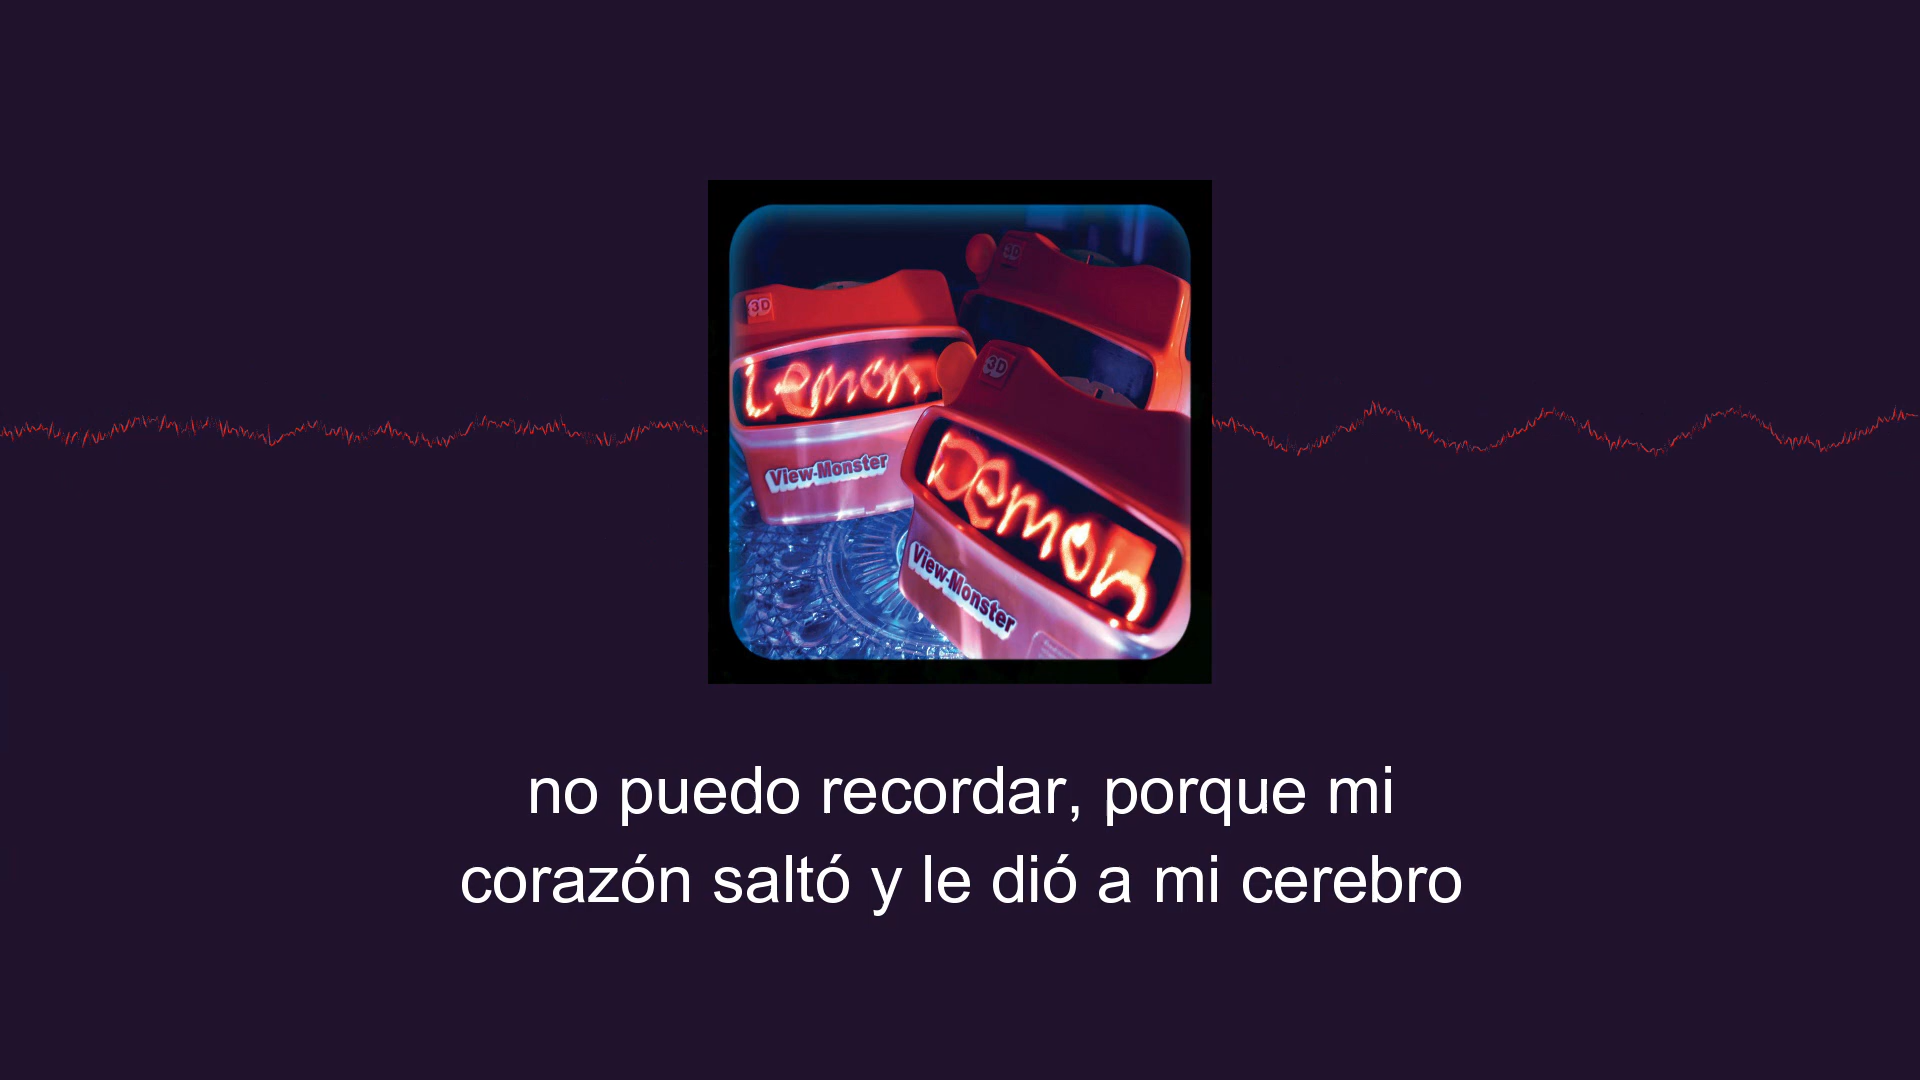 3D
3D
3D
Lemon
View-Monster
Demon
View-Monster
no puedo recordar, porque mi
corazón saltó y le dió a mi cerebro